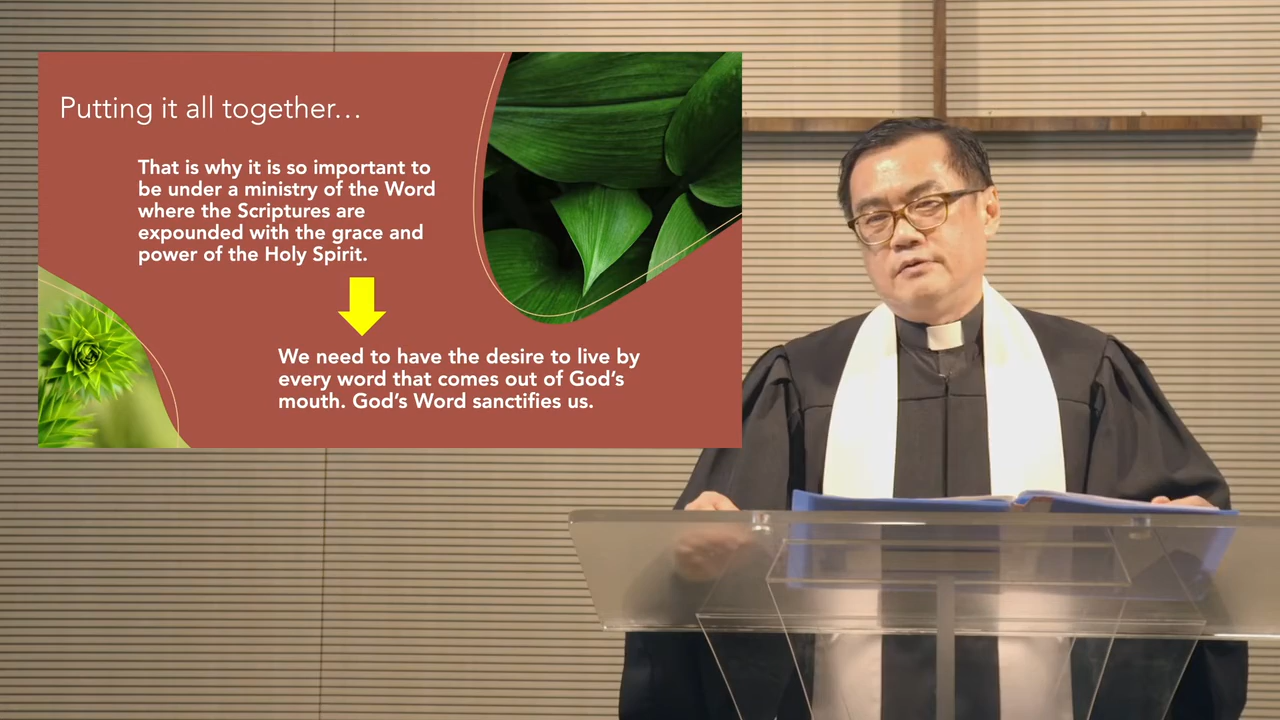 Putting it all together...
That is why it is so important to
be under a ministry of the Word
where the Scriptures are
expounded with the grace and
power of the Holy Spirit.
We need to have the desire to live by
every word that comes out of God's
mouth. God's Word sanctifies us.